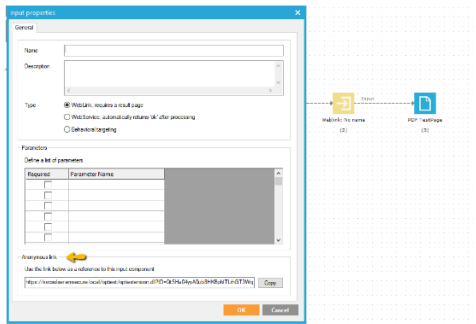 Input properties
General
Name
Description
Type
WebLink, requires a result page
WebService, automatically returns 'ok' after processing
Behavioral targeting
Parameters
Define a list of parameters
Required Parameter Name
Anonymous link
Use the link below as a reference to this input component
Copy
OK Cancel
Input
Weblink: No name
(2)
PDF TestPage
(3)